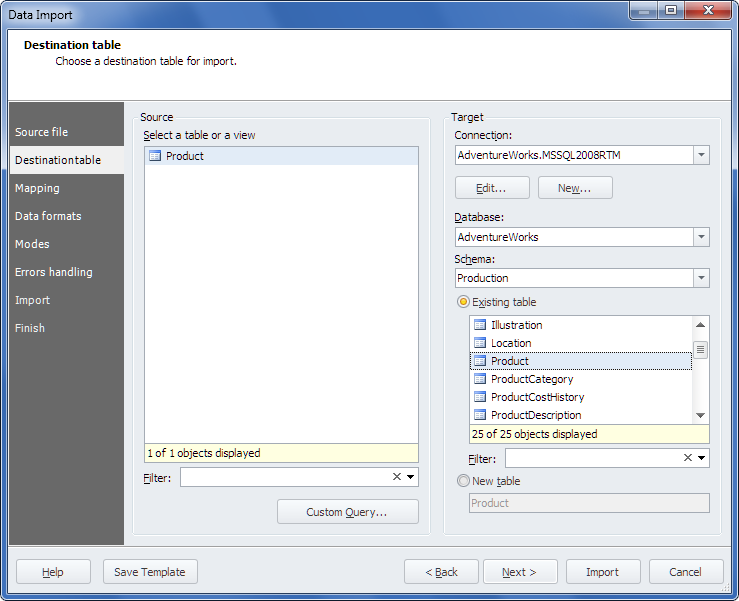 Data Import
Destination table
Choose a destination table for import.
Source file
Destinationtable
Mapping
Data formats
Modes
Errors handling
Import
Finish
Source
Select a table or a view
Product
1 of 1 objects displayed
Filter:
Custom Query...
Target
Connection:
AdventureWorks.MSSQL2008RTM
Edit...
New...
Database:
AdventureWorks
Schema:
Production
Existing table
Illustration
Location
Product
ProductCategory
ProductCostHistory
ProductDescription
25 of 25 objects displayed
Filter:
New table
Product
Help
Save Template
< Back
Next >
Import
Cancel